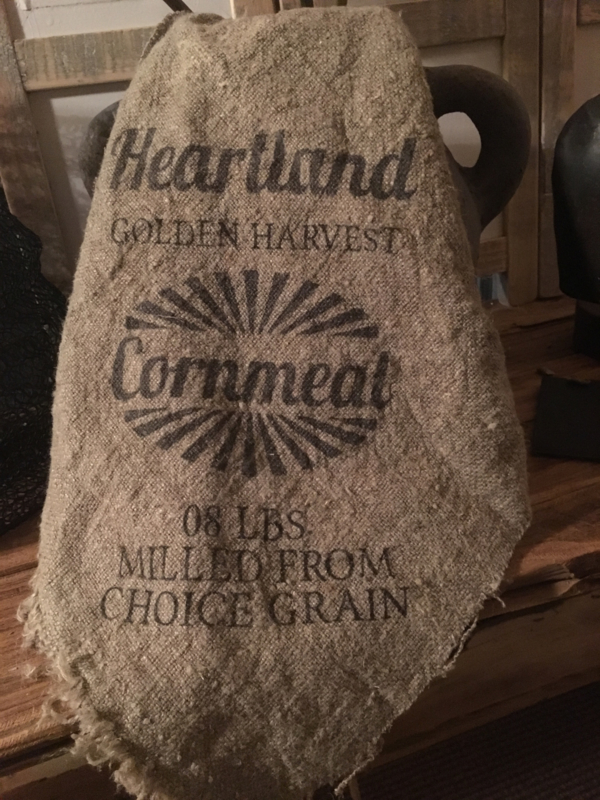 Heartland
GOLDEN HARVEST
Cornmeal
08 LBS.
MILLED FROM
CHOICE GRAIN